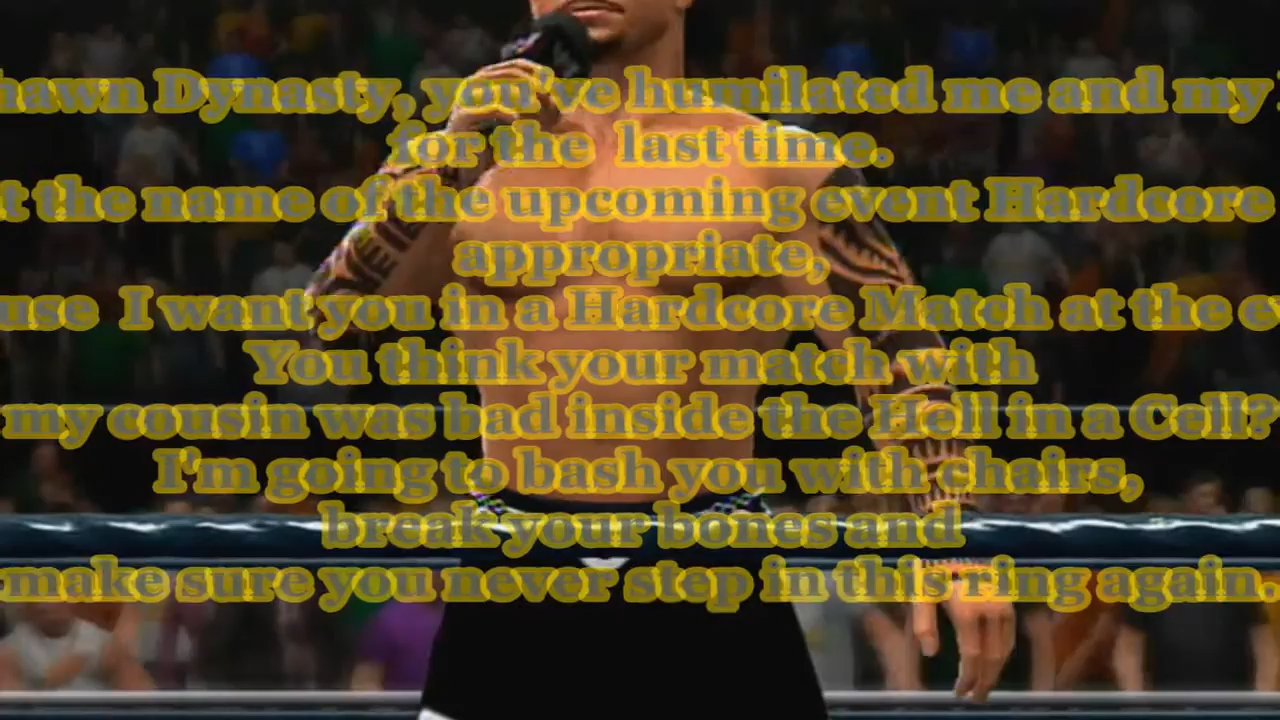 hawn Dynasty, you've humilated me and my
for the last time.
t the name of the upcoming event Hardcore
appropriate,
use I want you in a Hardcore Match at the e
You think your match with
my cousin was bad inside the Hell in a Cell?
I'm going to bash you with chairs,
break your bones and
make sure you never step in this ring again.